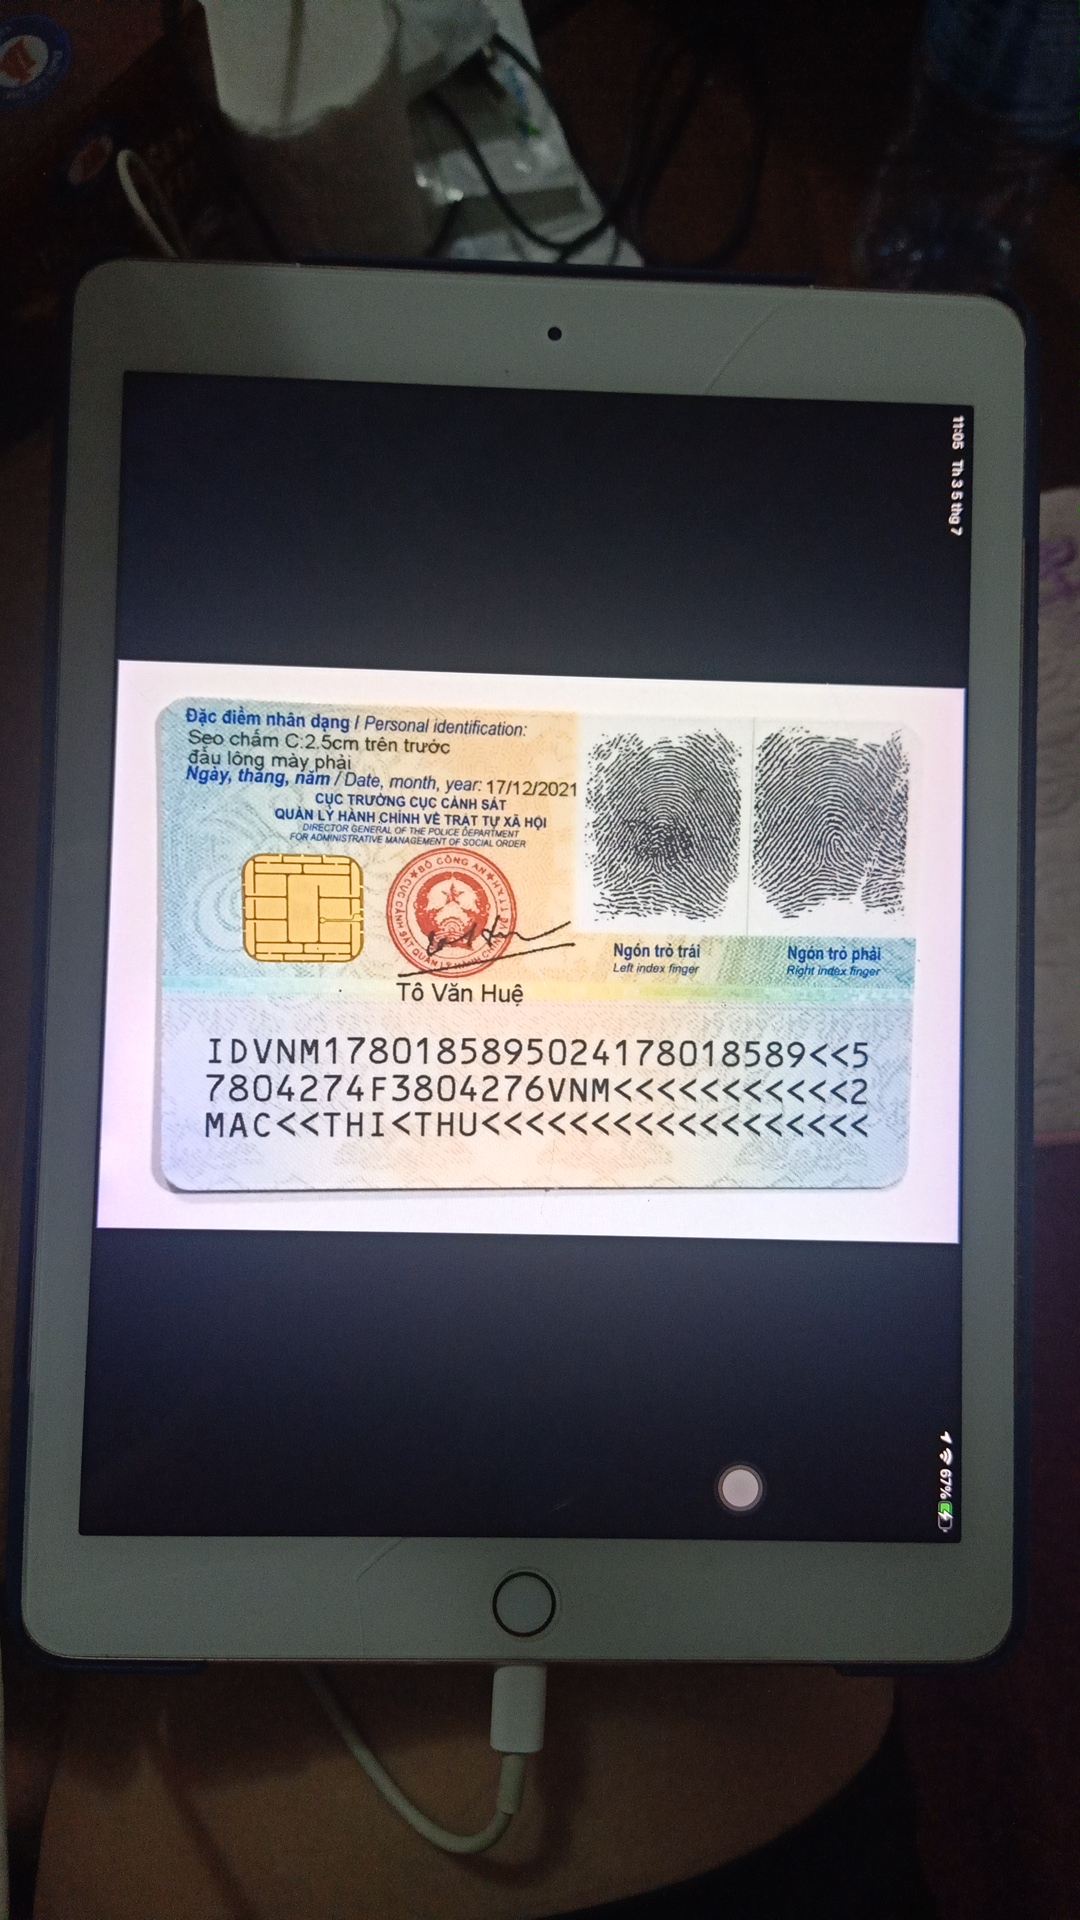 11:05 Th 3 5 thg 7
67%
Đặc điểm nhân dạng / Personal identification:
Sẹo chấm C:2.5cm trên trước
đầu lông mày phải
Ngày, tháng, năm / Date, month, year: 17/12/2021
CỤC TRƯỞNG CỤC CẢNH SÁT
QUẢN LÝ HÀNH CHÍNH VỀ TRẬT TỰ XÃ HỘI
DIRECTOR GENERAL OF THE POLICE DEPARTMENT
FOR ADMINISTRATIVE MANAGEMENT OF SOCIAL ORDER
BỘ CÔNG AN
Tô Văn Huệ
Ngón trỏ trái
Left index finger
Ngón trỏ phải
Right index finger
IDVNM1780185895024178018589<<5
7804274F3804276VNM<<<<<<<<<<<2
MAC<<THI<THU<<<<<<<<<<<<<<<<<<